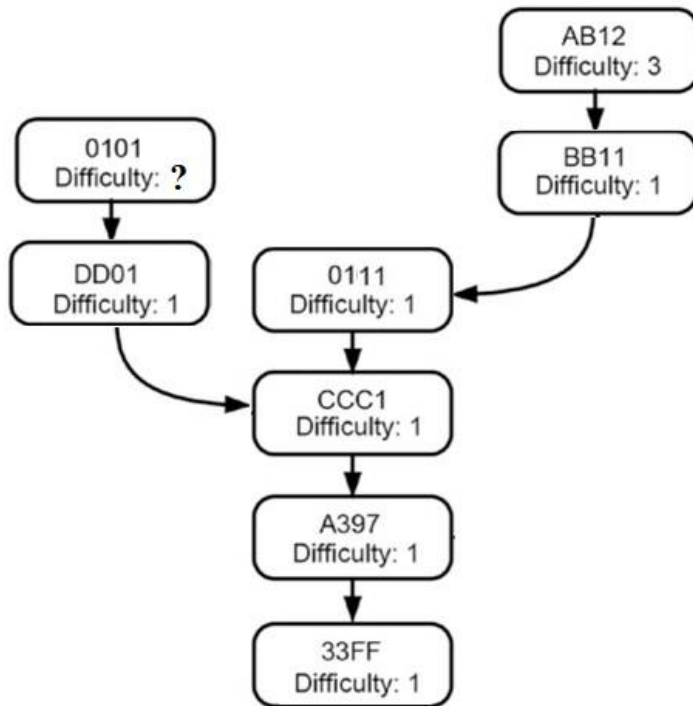 AB12
Difficulty: 3
0101
Difficulty: ?
BB11
Difficulty: 1
DD01
Difficulty: 1
0111
Difficulty: 1
CCC1
Difficulty: 1
A397
Difficulty: 1
33FF
Difficulty: 1